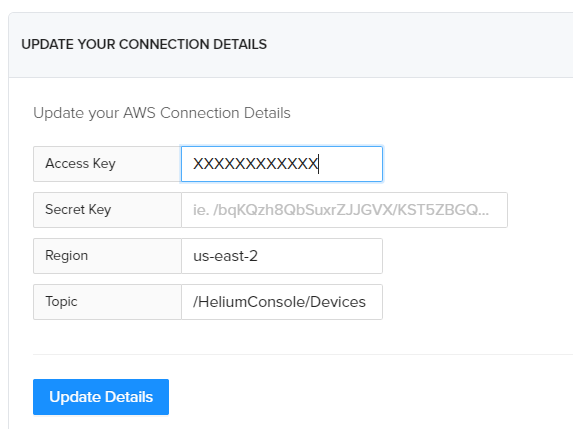 UPDATE YOUR CONNECTION DETAILS
Update your AWS Connection Details
Access Key XXXXXXXXXXXX
Secret Key ie. /bqKQzh8QbSuxrZJJGVX/KST5ZBGQ...
Region us-east-2
Topic /HeliumConsole/Devices
Update Details